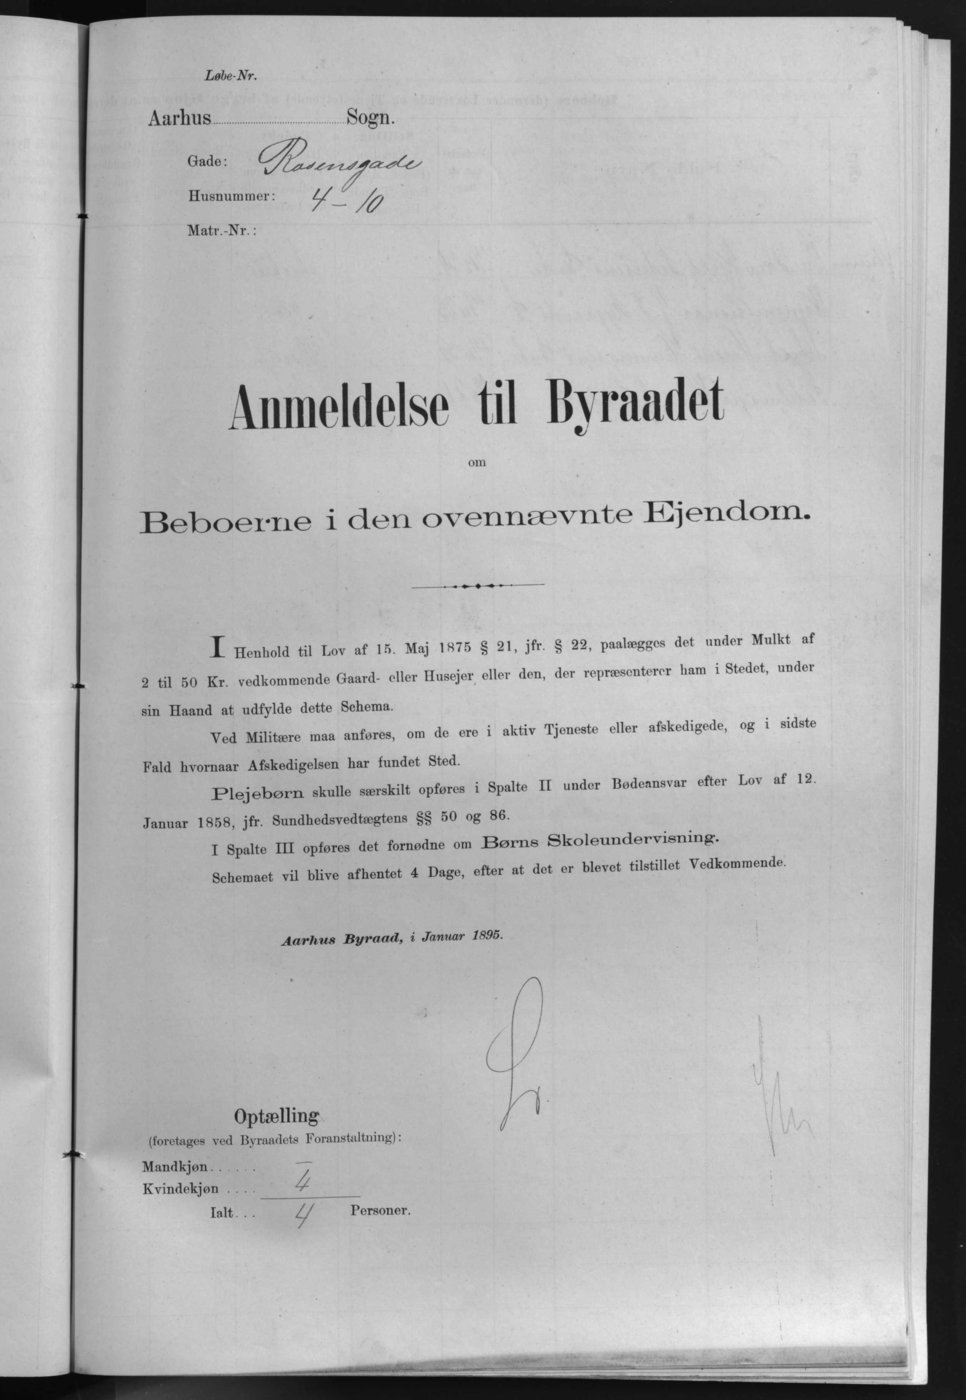 Løbe-Nr.
Aarhus Sogn.
Gade: Rosensgade
Husnummer: 4 – 10
Matr.-Nr.:
Anmeldelse til Byraadet
om
Beboerne i den ovennævnte Ejendom.
I Henhold til Lov af 15. Maj 1875 § 21, jfr. § 22, paalægges det under Mulkt af
2 til 50 Kr. vedkommende Gaard- eller Husejer eller den, der repræsenterer ham i Stedet, under
sin Haand at udfylde dette Schema.
Ved Militære maa anføres, om de ere i aktiv Tjeneste eller afskedigede, og i sidste
Fald hvornaar Afskedigelsen har fundet Sted.
Plejebørn skulle særskilt opføres i Spalte II under Bødeansvar efter Lov af 12.
Januar 1858, jfr. Sundhedsvedtægtens §§ 50 og 86.
I Spalte III opføres det fornødne om Børns Skoleundervisning.
Schemaet vil blive afhentet 4 Dage, efter at det er blevet tilstillet Vedkommende.
Aarhus Byraad, i Januar 1895.
Optælling
(foretages ved Byraadets Foranstaltning):
Mandkjøn...... —
Kvindekjøn .... 4
Ialt... 4 Personer.